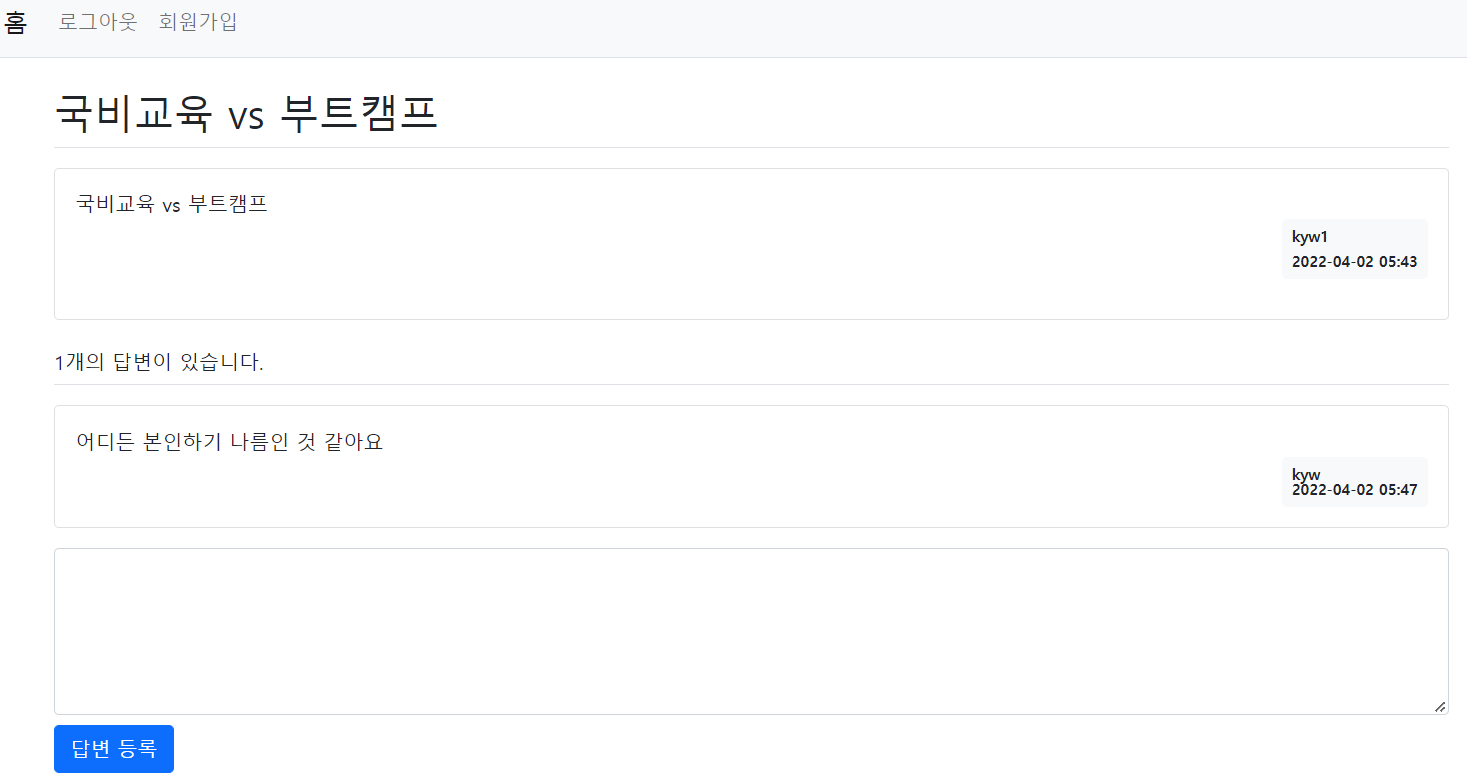 홈 로그아웃 회원가입
국비교육 vs 부트캠프
국비교육 vs 부트캠프
kyw1
2022-04-02 05:43
1개의 답변이 있습니다.
어디든 본인하기 나름인 것 같아요
kyw
2022-04-02 05:47
답변 등록